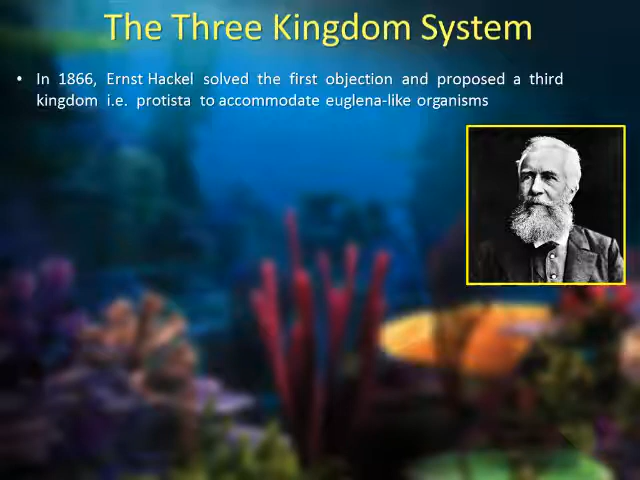 The Three Kingdom System
• In 1866, Ernst Hackel solved the first objection and proposed a third
kingdom i.e. protista to accommodate euglena-like organisms